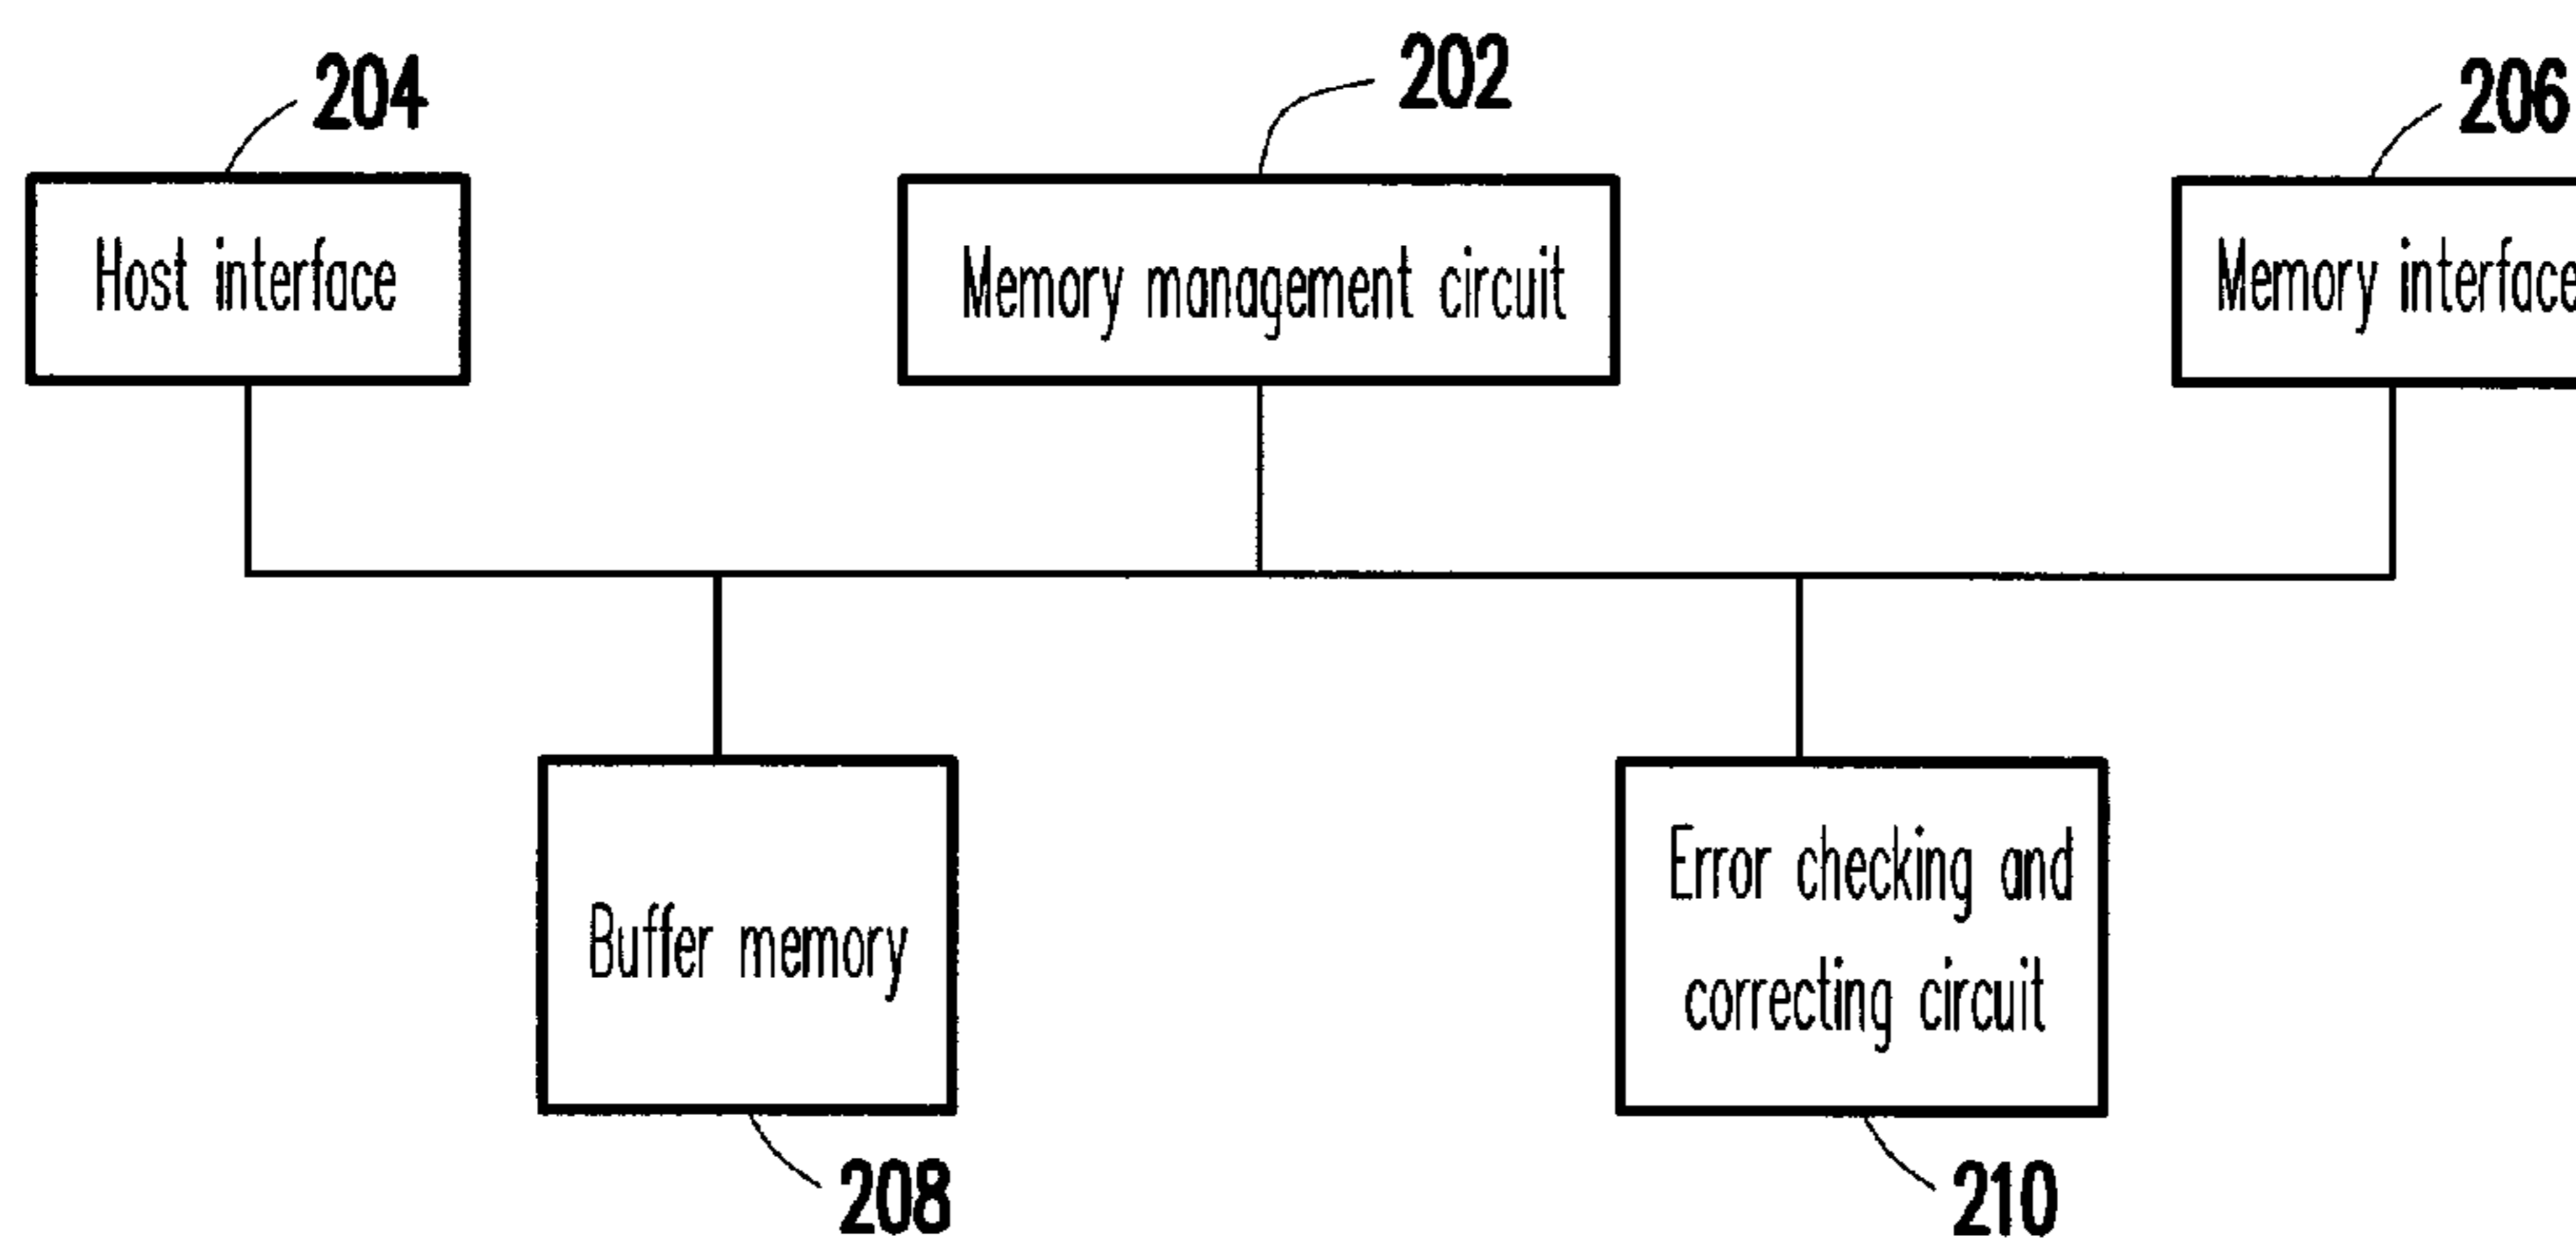 204
202
206
Host interface
Memory management circuit
Memory interface
Buffer memory
Error checking and
correcting circuit
208
210